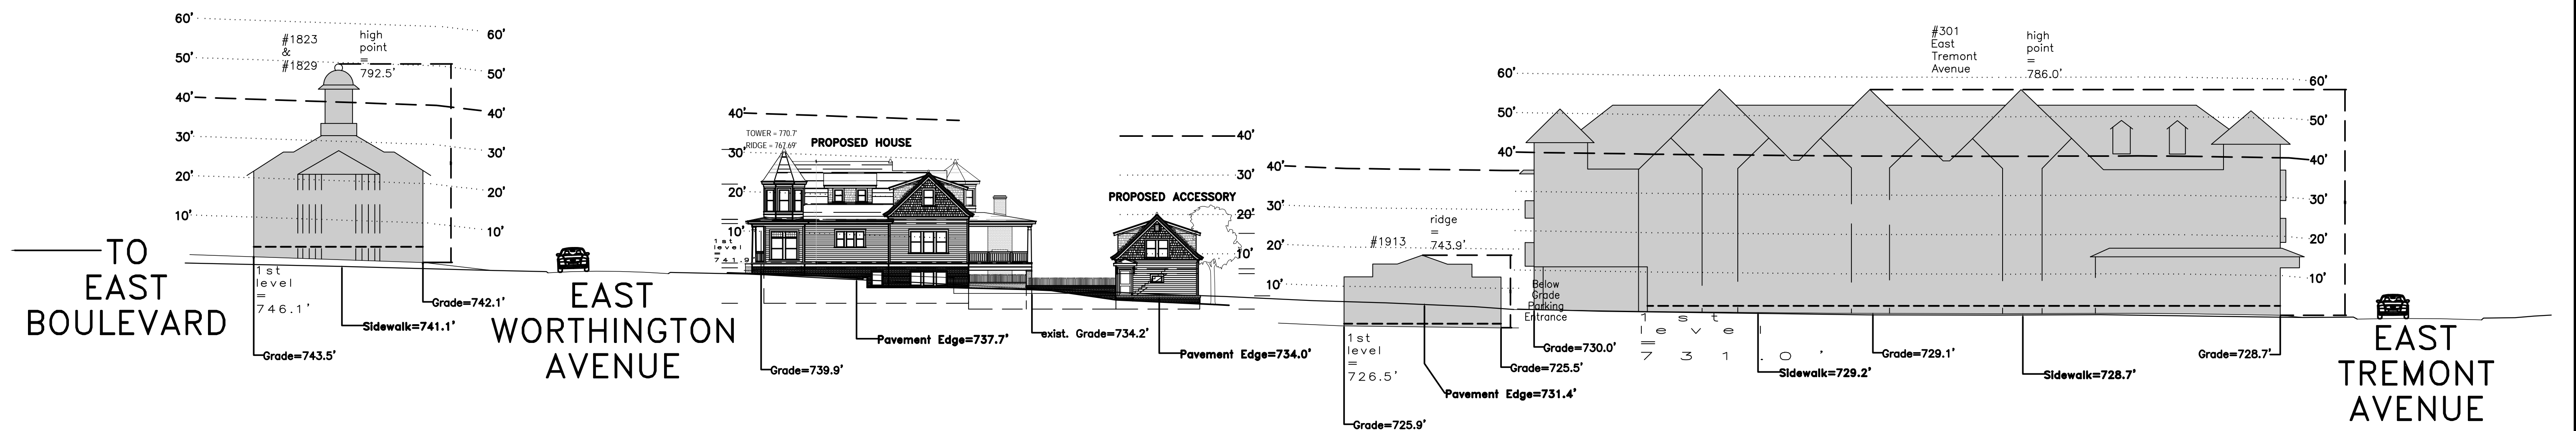 60'
50'
40'
30'
20'
10'
#1823
&
#1829
high
point
=
792.5'
60'
50'
40'
30'
20'
10'
TO
EAST
BOULEVARD
1st
level
=
746.1'
Grade=742.1'
Sidewalk=741.1'
Grade=743.5'
EAST
WORTHINGTON
AVENUE
40'
TOWER = 770.7'
RIDGE = 767.69'
30'
20'
10'
PROPOSED HOUSE
1st
level
=
741.9
Grade=739.9'
Pavement Edge=737.7'
exist. Grade=734.2'
PROPOSED ACCESSORY
40'
30'
20'
10'
Pavement Edge=734.0'
40'
30'
20'
10'
#1913
ridge
=
743.9'
1st
level
=
726.5'
Grade=725.5'
Pavement Edge=731.4'
Grade=725.9'
60'
50'
40'
Below
Grade
Parking
Entrance
#301
East
Tremont
Avenue
high
point
=
786.0'
60'
50'
40'
30'
20'
10'
1st
level
=
731.0'
Grade=730.0'
Sidewalk=729.2'
Grade=729.1'
Sidewalk=728.7'
Grade=728.7'
EAST
TREMONT
AVENUE